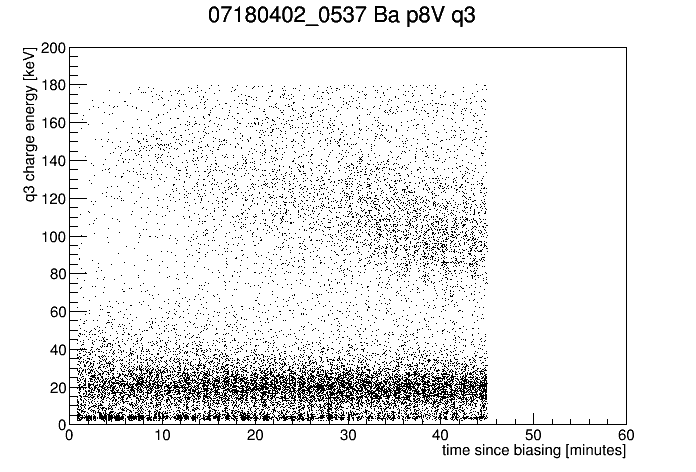 07180402_0537 Ba p8V q3
q3 charge energy [keV]
200
180
160
140
120
100
80
60
40
20
0
0 10 20 30 40 50 60
time since biasing [minutes]